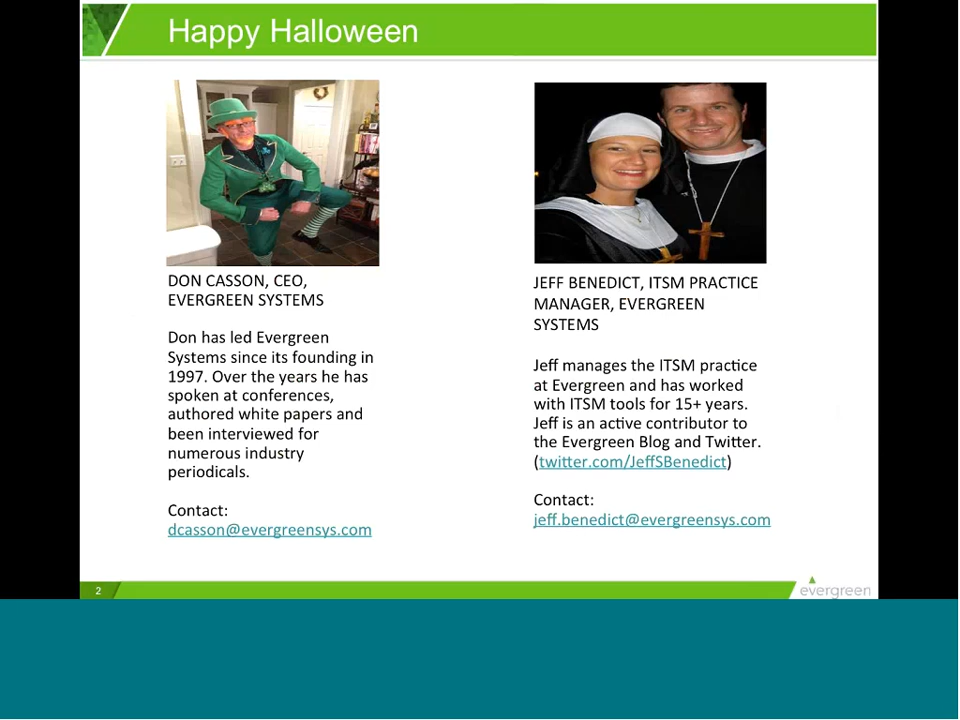 Happy Halloween
DON CASSON, CEO,
EVERGREEN SYSTEMS
Don has led Evergreen
Systems since its founding in
1997. Over the years he has
spoken at conferences,
authored white papers and
been interviewed for
numerous industry
periodicals.
Contact:
dcasson@evergreensys.com
JEFF BENEDICT, ITSM PRACTICE
MANAGER, EVERGREEN
SYSTEMS
Jeff manages the ITSM practice
at Evergreen and has worked
with ITSM tools for 15+ years.
Jeff is an active contributor to
the Evergreen Blog and Twitter.
(twitter.com/JeffSBenedict)
Contact:
jeff.benedict@evergreensys.com
2
evergreen